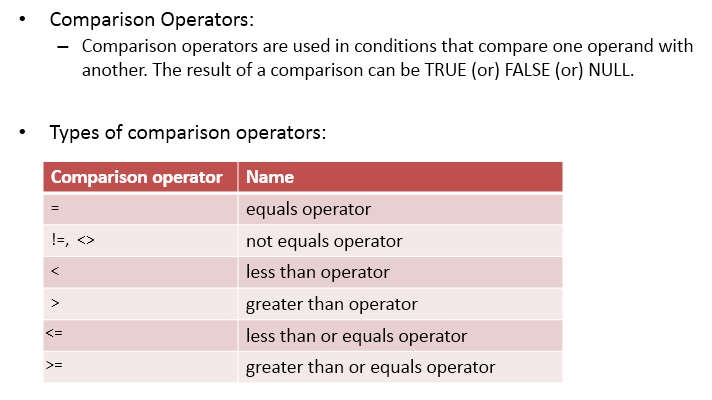 • Comparison Operators:
– Comparison operators are used in conditions that compare one operand with
another. The result of a comparison can be TRUE (or) FALSE (or) NULL.
• Types of comparison operators:
Comparison operator Name
= equals operator
!=, <> not equals operator
< less than operator
> greater than operator
<= less than or equals operator
>= greater than or equals operator